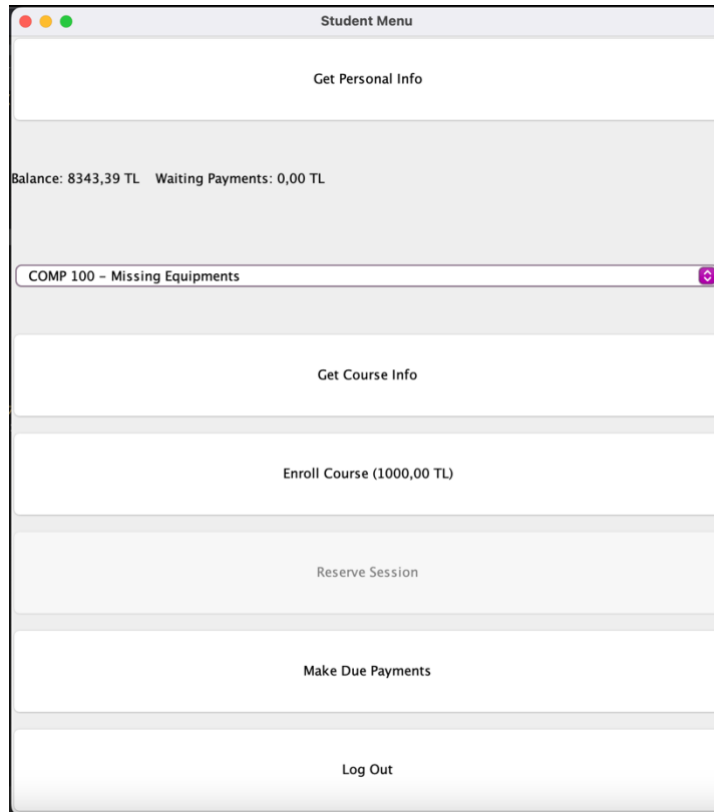 Student Menu
Get Personal Info
Balance: 8343,39 TL Waiting Payments: 0,00 TL
COMP 100 – Missing Equipments
Get Course Info
Enroll Course (1000,00 TL)
Reserve Session
Make Due Payments
Log Out